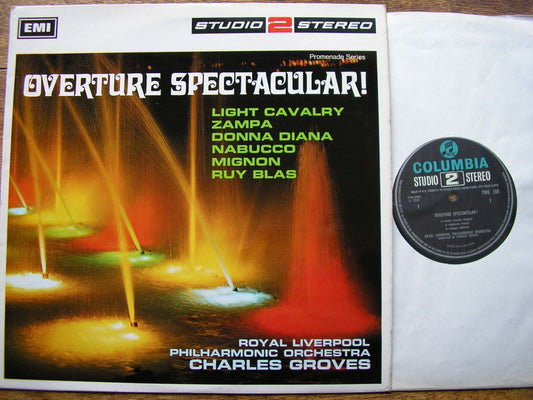 EMI
STUDIO 2 STEREO
Promenade Series
OVERTURE SPECTACULAR!
LIGHT CAVALRY
ZAMPA
DONNA DIANA
NABUCCO
MIGNON
RUY BLAS
ROYAL LIVERPOOL
PHILHARMONIC ORCHESTRA
CHARLES GROVES
COLUMBIA
STUDIO 2 STEREO
1
OVERTURE SPECTACULAR!
ROYAL LIVERPOOL PHILHARMONIC ORCHESTRA